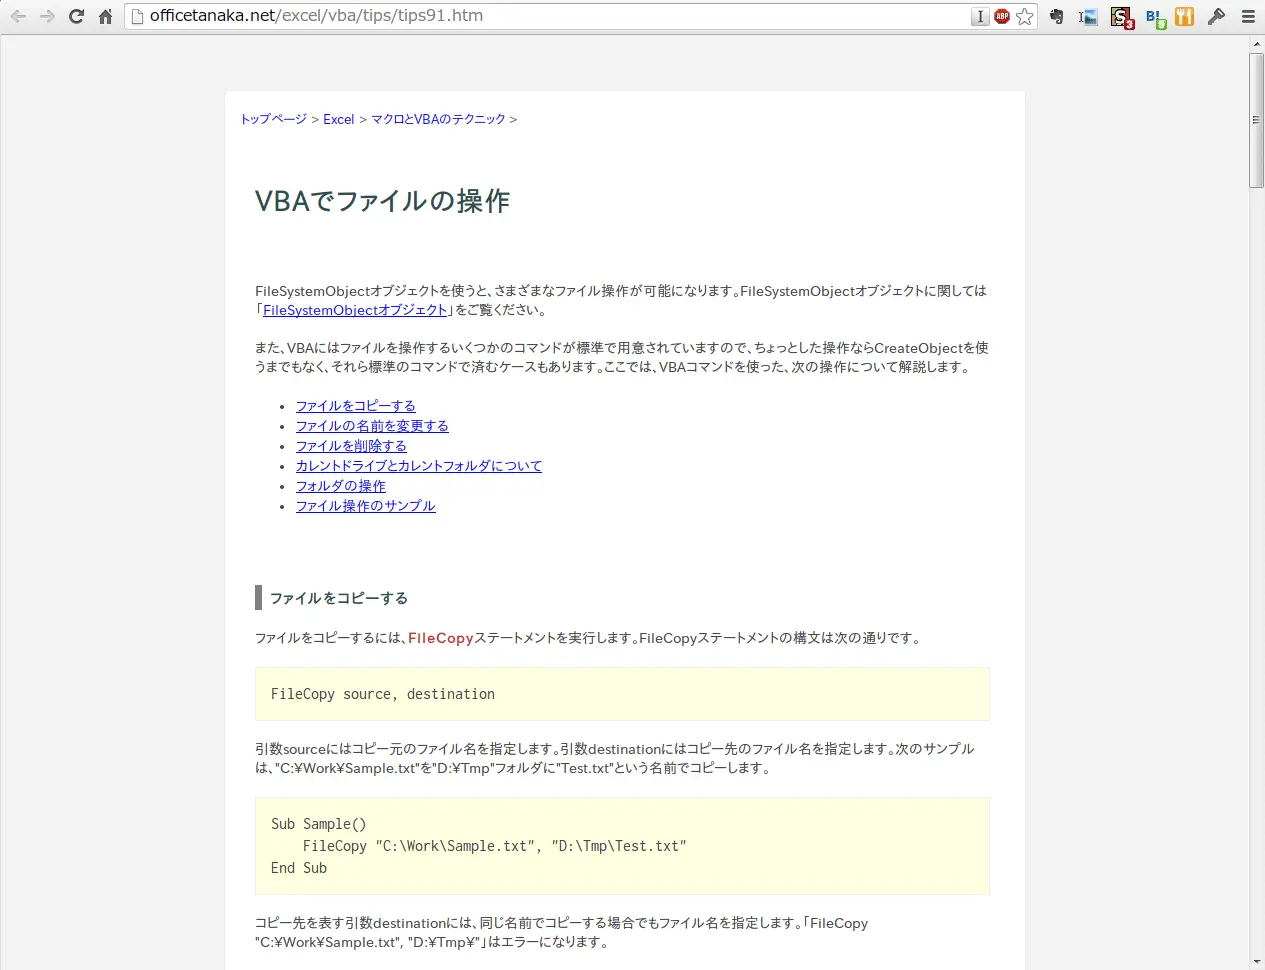 officetanaka.net/excel/vba/tips/tips91.htm
トップページ > Excel > マクロとVBAのテクニック >
VBAでファイルの操作
FileSystemObjectオブジェクトを使うと、さまざまなファイル操作が可能になります。FileSystemObjectオブジェクトに関しては
「FileSystemObjectオブジェクト」をご覧ください。
また、VBAにはファイルを操作するいくつかのコマンドが標準で用意されていますので、ちょっとした操作ならCreateObjectを使
うまでもなく、それら標準のコマンドで済むケースもあります。ここでは、VBAコマンドを使った、次の操作について解説します。
• ファイルをコピーする
• ファイルの名前を変更する
• ファイルを削除する
• カレントドライブとカレントフォルダについて
• フォルダの操作
• ファイル操作のサンプル
ファイルをコピーする
ファイルをコピーするには、FileCopyステートメントを実行します。FileCopyステートメントの構文は次の通りです。
FileCopy source, destination
引数sourceにはコピー元のファイル名を指定します。引数destinationにはコピー先のファイル名を指定します。次のサンプル
は、"C:¥Work¥Sample.txt"を"D:¥Tmp"フォルダに"Test.txt"という名前でコピーします。
Sub Sample()
    FileCopy "C:\Work\Sample.txt", "D:\Tmp\Test.txt"
End Sub
コピー先を表す引数destinationには、同じ名前でコピーする場合でもファイル名を指定します。「FileCopy
"C:¥Work¥Sample.txt", "D:¥Tmp¥"」はエラーになります。